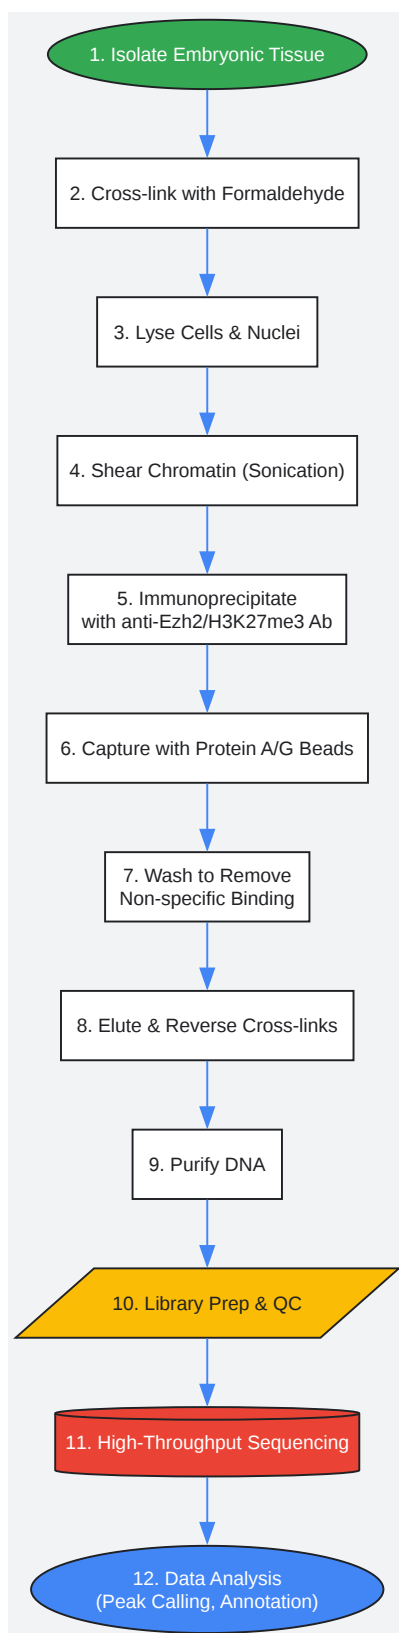 1. Isolate Embryonic Tissue
2. Cross-link with Formaldehyde
3. Lyse Cells & Nuclei
4. Shear Chromatin (Sonication)
5. Immunoprecipitate
with anti-Ezh2/H3K27me3 Ab
6. Capture with Protein A/G Beads
7. Wash to Remove
Non-specific Binding
8. Elute & Reverse Cross-links
9. Purify DNA
10. Library Prep & QC
11. High-Throughput Sequencing
12. Data Analysis
(Peak Calling, Annotation)